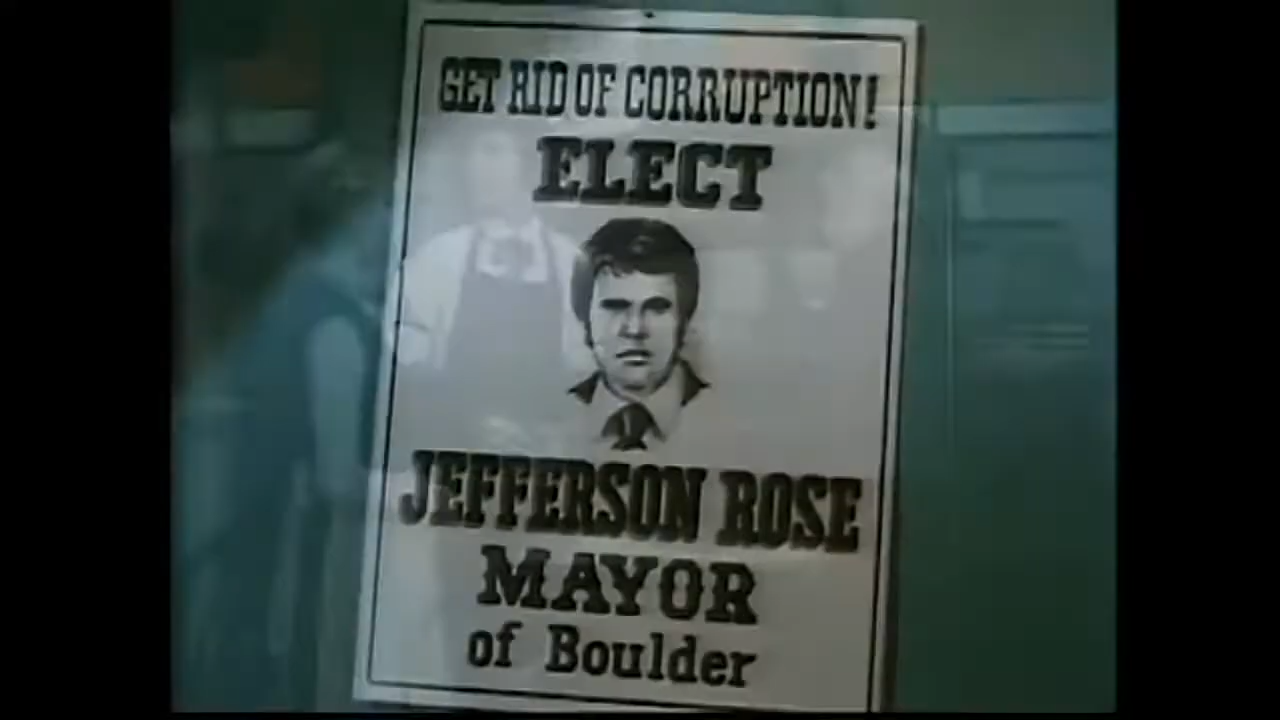 GET RID OF CORRUPTION!
ELECT
JEFFERSON ROSE
MAYOR
of Boulder